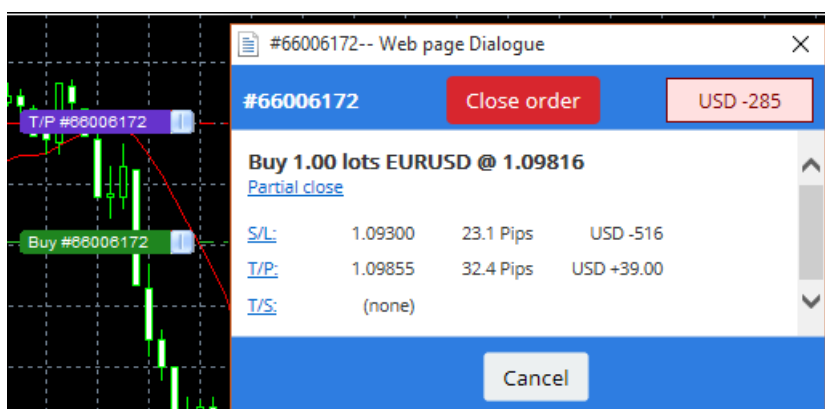 #66006172-- Web page Dialogue
#66006172 Close order USD -285
T/P #66006172
Buy 1.00 lots EURUSD @ 1.09816
Partial close
Buy #66006172
S/L: 1.09300 23.1 Pips USD -516
T/P: 1.09855 32.4 Pips USD +39.00
T/S: (none)
Cancel